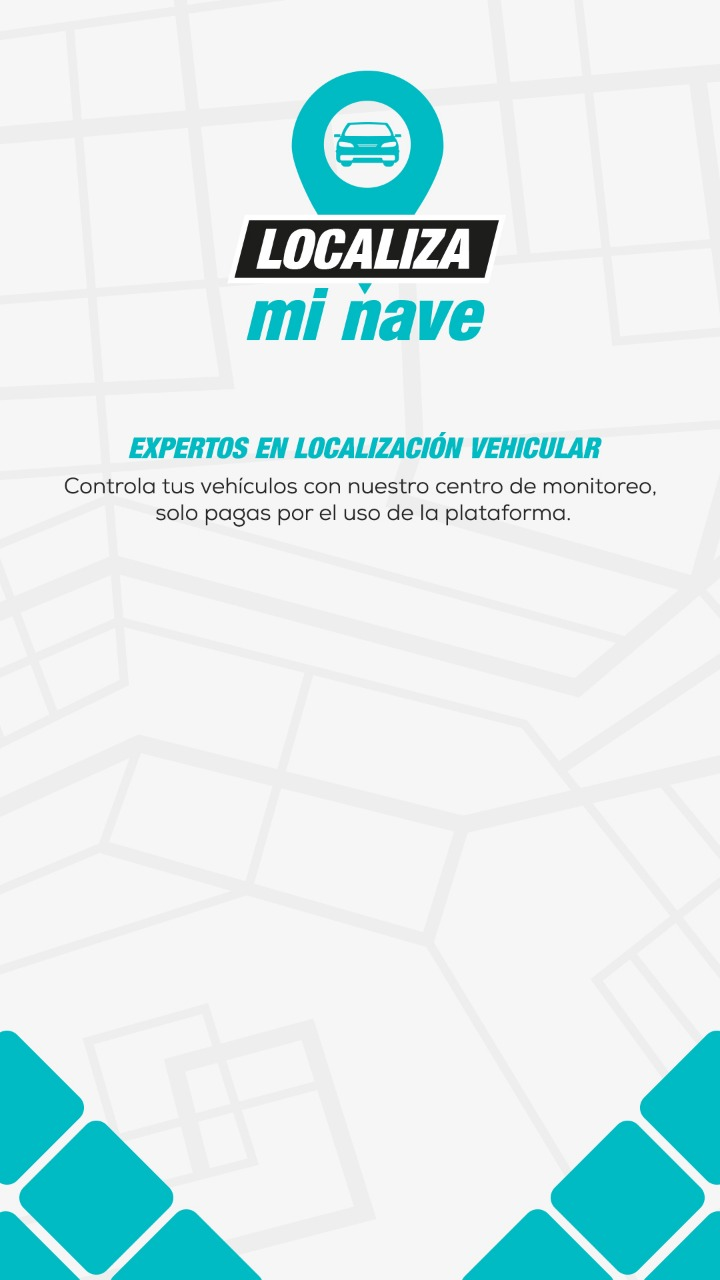 LOCALIZA
mi nave
EXPERTOS EN LOCALIZACIÓN VEHICULAR
Controla tus vehículos con nuestro centro de monitoreo,
solo pagas por el uso de la plataforma.